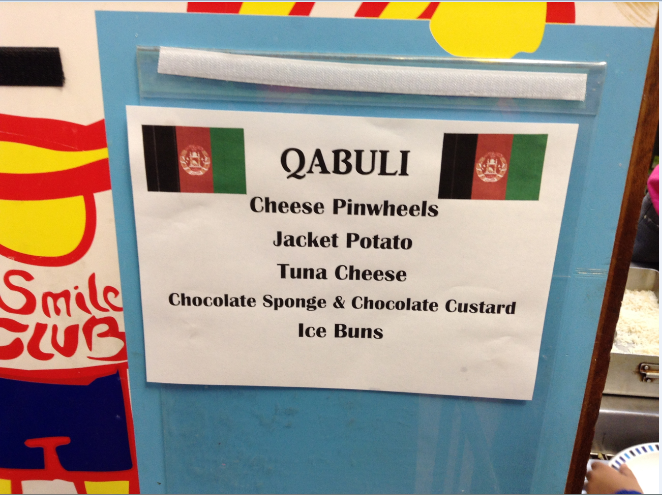 QABULI
Cheese Pinwheels
Jacket Potato
Tuna Cheese
Chocolate Sponge & Chocolate Custard
Ice Buns
Smile
CLUB